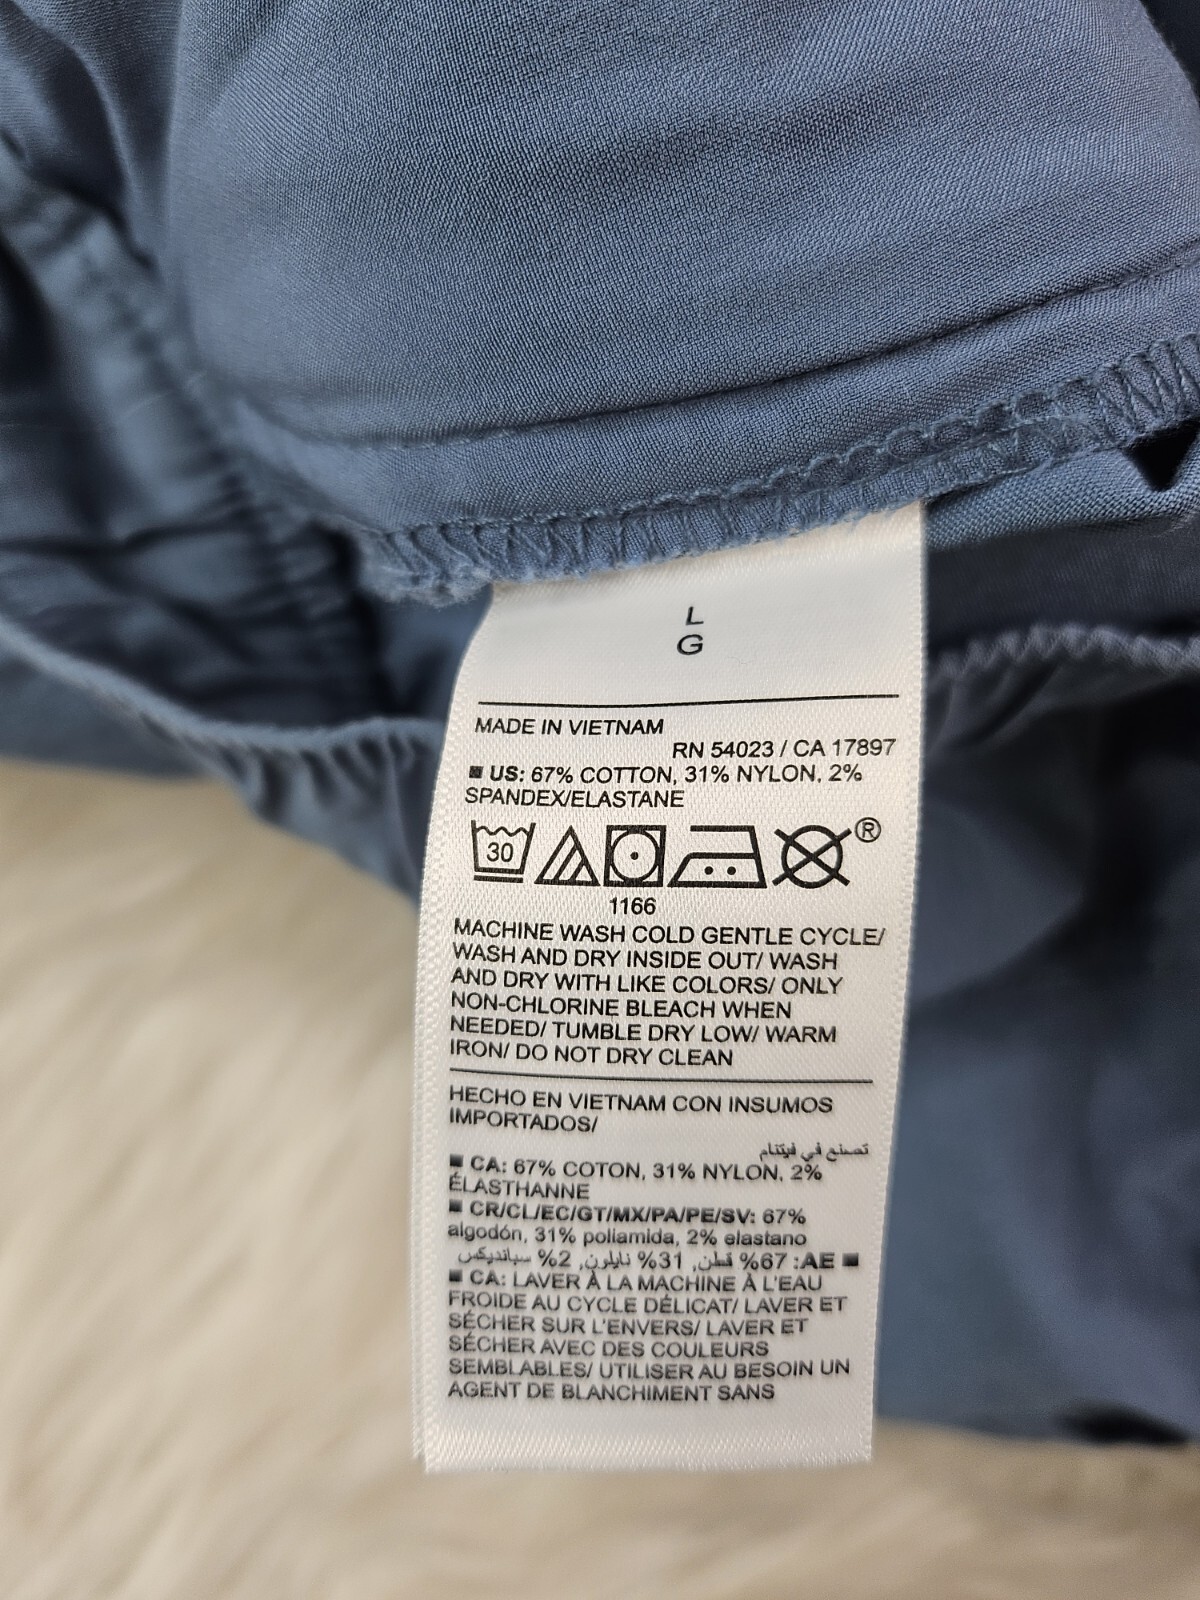 L
G
MADE IN VIETNAM
RN 54023 / CA 17897
■ US: 67% COTTON, 31% NYLON, 2%
SPANDEX/ELASTANE
30
®
1166
MACHINE WASH COLD GENTLE CYCLE/
WASH AND DRY INSIDE OUT/ WASH
AND DRY WITH LIKE COLORS/ ONLY
NON-CHLORINE BLEACH WHEN
NEEDED/ TUMBLE DRY LOW/ WARM
IRON/ DO NOT DRY CLEAN
HECHO EN VIETNAM CON INSUMOS
IMPORTADOS/
تصنع في فيتنام
■ CA: 67% COTON, 31% NYLON, 2%
ÉLASTHANNE
■ CR/CL/EC/GT/MX/PA/PE/SV: 67%
algodón, 31% poliamida, 2% elastano
■ AE: 67% قطن, 31% نايلون, 2% سباندیکس
■ CA: LAVER À LA MACHINE À L'EAU
FROIDE AU CYCLE DÉLICAT/ LAVER ET
SÉCHER SUR L'ENVERS/ LAVER ET
SÉCHER AVEC DES COULEURS
SEMBLABLES/ UTILISER AU BESOIN UN
AGENT DE BLANCHIMENT SANS